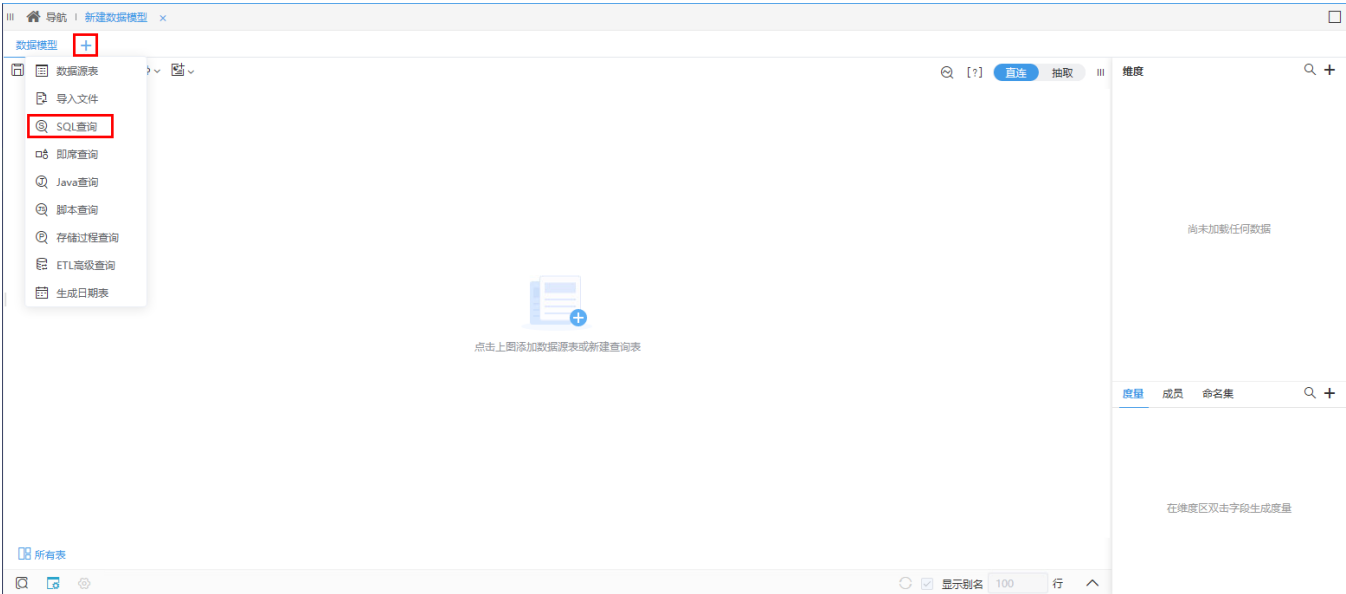 导航
新建数据模型
数据模型
数据源表
导入文件
SQL查询
即席查询
Java查询
脚本查询
存储过程查询
ETL高级查询
生成日期表
[?]
直连
抽取
维度
尚未加载任何数据
点击上图添加数据源表或新建查询表
度量 成员 命名集
在维度区双击字段生成度量
所有表
显示别名 100 行